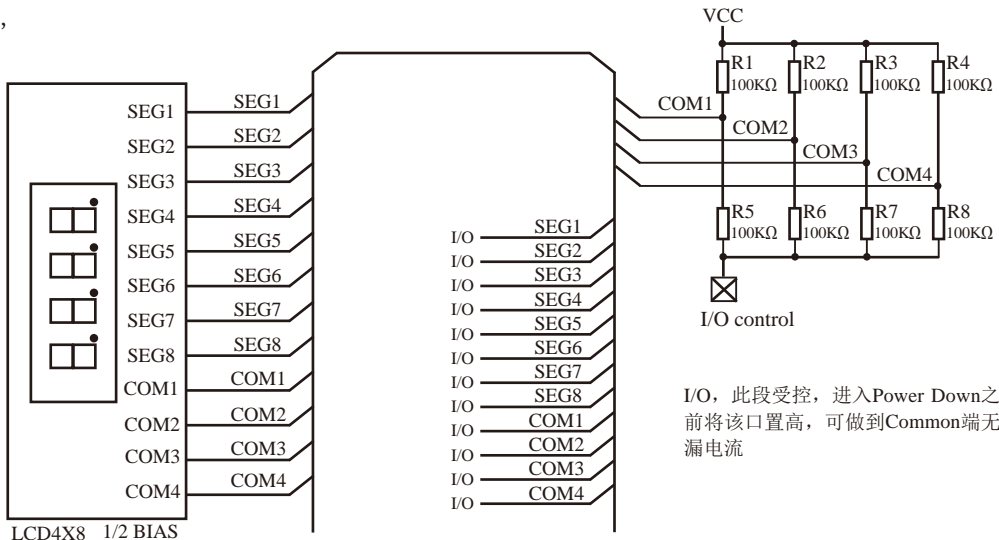 ,
VCC
R1
100KΩ
R2
100KΩ
R3
100KΩ
R4
100KΩ
COM1
COM2
COM3
COM4
R5
100KΩ
R6
100KΩ
R7
100KΩ
R8
100KΩ
I/O control
SEG1
SEG2
SEG3
SEG4
SEG5
SEG6
SEG7
SEG8
COM1
COM2
COM3
COM4
SEG1
SEG2
SEG3
SEG4
SEG5
SEG6
SEG7
SEG8
COM1
COM2
COM3
COM4
LCD4X8 1/2 BIAS
I/O SEG1
I/O SEG2
I/O SEG3
I/O SEG4
I/O SEG5
I/O SEG6
I/O SEG7
I/O SEG8
I/O COM1
I/O COM2
I/O COM3
I/O COM4
I/O，此段受控，进入Power Down之
前将该口置高，可做到Common端无
漏电流